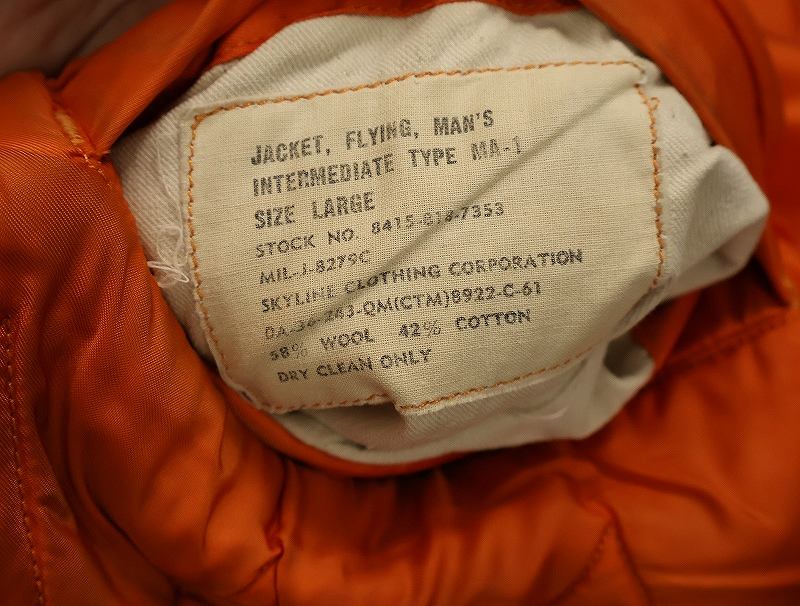 JACKET, FLYING, MAN'S
INTERMEDIATE TYPE MA-1
SIZE LARGE
STOCK NO. 8415-818-7353
MIL-J-8279C
SKYLINE CLOTHING CORPORATION
DA-36-243-QM(CTM)8922-C-61
58% WOOL 42% COTTON
DRY CLEAN ONLY